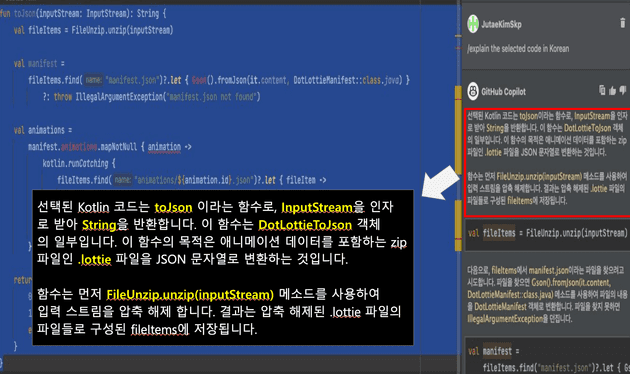 fun toJson(inputStream: InputStream): String {
val fileItems = FileUnzip.unzip(inputStream)
val manifest =
fileItems.find( name: "manifest.json")?.let { Gson().fromJson(it.content, DotLottieManifest::class.java) }
?: throw IllegalArgumentException("manifest.json not found")
val animations =
manifest.animations.mapNotNull { animation ->
kotlin.runCatching {
fileItems.find( name: "animations/${animation.id}.json")?.let { fileItem ->
선택된 Kotlin 코드는 toJson 이라는 함수로, InputStream을 인자
로 받아 String을 반환합니다. 이 함수는 DotLottieToJson 객체
의 일부입니다. 이 함수의 목적은 애니메이션 데이터를 포함하는 zip
파일인 .lottie 파일을 JSON 문자열로 변환하는 것입니다.
함수는 먼저 FileUnzip.unzip(inputStream) 메소드를 사용하여
입력 스트림을 압축 해제 합니다. 결과는 압축 해제된 .lottie 파일의
파일들로 구성된 fileItems에 저장됩니다.
}
retu
}
}
JutaeKimSkp
/explain the selected code in Korean
GitHub Copilot
선택된 Kotlin 코드는 toJson이라는 함수로, InputStream을 인자
로 받아 String을 반환합니다. 이 함수는 DotLottieToJson 객체
의 일부입니다. 이 함수의 목적은 애니메이션 데이터를 포함하는 zip
파일인 .lottie 파일을 JSON 문자열로 변환하는 것입니다.
함수는 먼저 FileUnzip.unzip(inputStream) 메소드를 사용하여
입력 스트림을 압축 해제합니다. 결과는 압축 해제된 .lottie 파일의
파일들로 구성된 fileItems에 저장됩니다.
val fileItems = FileUnzip.unzip(inputStream)
다음으로, fileItems에서 manifest.json이라는 파일을 찾으려고
시도합니다. 파일을 찾으면 Gson().fromJson(it.content,
DotLottieManifest::class.java) 메소드를 사용하여 파일의 내용
을 DotLottieManifest 객체로 변환합니다. 파일을 찾지 못하면
IllegalArgumentException을 던집니다.
val manifest =
fileItems.find("manifest.json")?.let { Gs